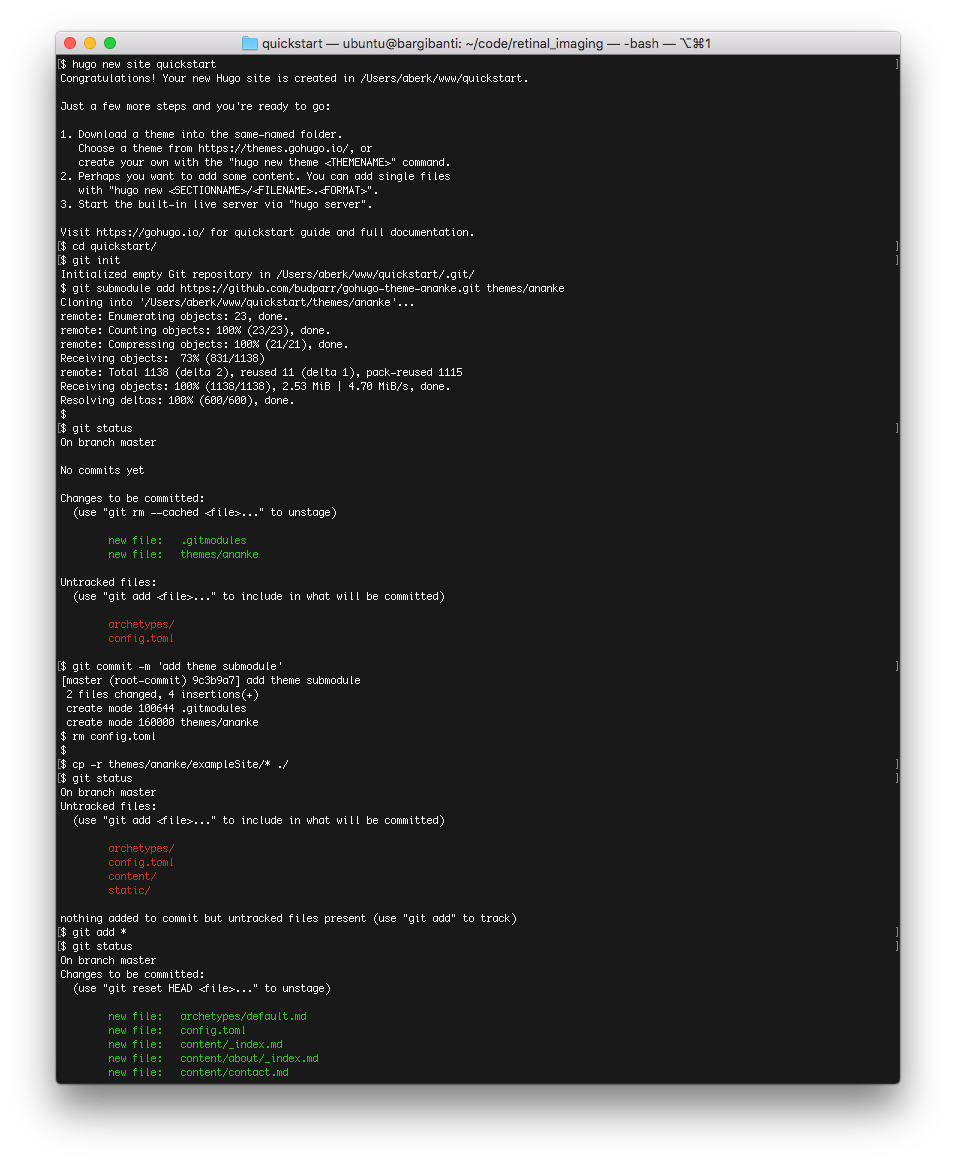 quickstart — ubuntu@bargibanti: ~/code/retinal_imaging — -bash — ⌥⌘1
[$ hugo new site quickstart ]
Congratulations! Your new Hugo site is created in /Users/aberk/www/quickstart.
Just a few more steps and you're ready to go:
1. Download a theme into the same-named folder.
   Choose a theme from https://themes.gohugo.io/, or
   create your own with the "hugo new theme <THEMENAME>" command.
2. Perhaps you want to add some content. You can add single files
   with "hugo new <SECTIONNAME>/<FILENAME>.<FORMAT>".
3. Start the built-in live server via "hugo server".
Visit https://gohugo.io/ for quickstart guide and full documentation.
[$ cd quickstart/ ]
[$ git init ]
Initialized empty Git repository in /Users/aberk/www/quickstart/.git/
$ git submodule add https://github.com/budparr/gohugo-theme-ananke.git themes/ananke
Cloning into '/Users/aberk/www/quickstart/themes/ananke'...
remote: Enumerating objects: 23, done.
remote: Counting objects: 100% (23/23), done.
remote: Compressing objects: 100% (21/21), done.
Receiving objects:  73% (831/1138)
remote: Total 1138 (delta 2), reused 11 (delta 1), pack-reused 1115
Receiving objects: 100% (1138/1138), 2.53 MiB | 4.70 MiB/s, done.
Resolving deltas: 100% (600/600), done.
$
[$ git status ]
On branch master
No commits yet
Changes to be committed:
  (use "git rm --cached <file>..." to unstage)
        new file:   .gitmodules
        new file:   themes/ananke
Untracked files:
  (use "git add <file>..." to include in what will be committed)
        archetypes/
        config.toml
[$ git commit -m 'add theme submodule' ]
[master (root-commit) 9c3b9a7] add theme submodule
 2 files changed, 4 insertions(+)
 create mode 100644 .gitmodules
 create mode 160000 themes/ananke
$ rm config.toml
$
[$ cp -r themes/ananke/exampleSite/* ./ ]
[$ git status ]
On branch master
Untracked files:
  (use "git add <file>..." to include in what will be committed)
        archetypes/
        config.toml
        content/
        static/
nothing added to commit but untracked files present (use "git add" to track)
[$ git add * ]
[$ git status ]
On branch master
Changes to be committed:
  (use "git reset HEAD <file>..." to unstage)
        new file:   archetypes/default.md
        new file:   config.toml
        new file:   content/_index.md
        new file:   content/about/_index.md
        new file:   content/contact.md